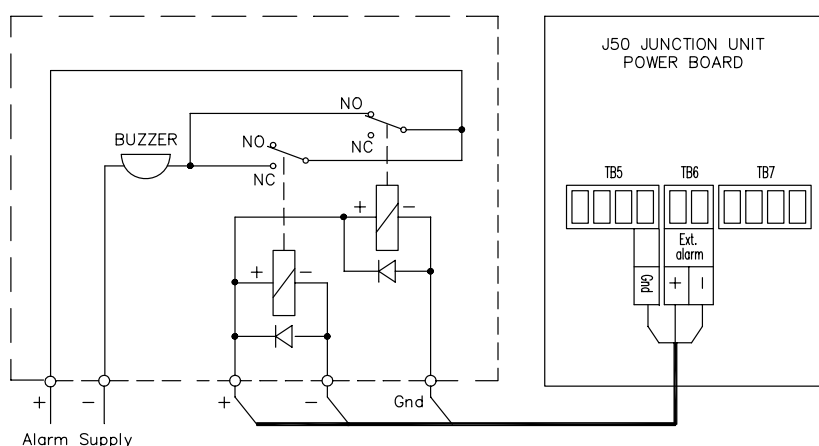 J50 JUNCTION UNIT
POWER BOARD
NO
BUZZER
NO
NC
NC
TB5
TB6
TB7
+
-
+
-
Ext.
alarm
Gnd
+
-
+
-
+
-
Gnd
Alarm Supply